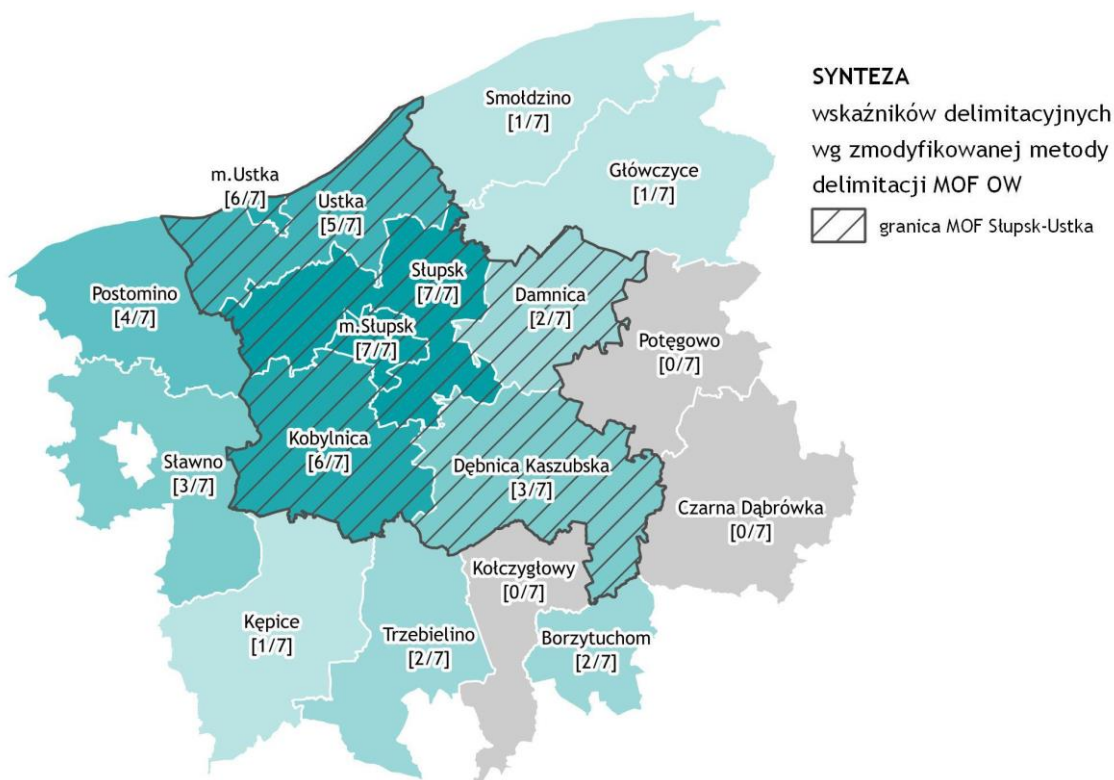 SYNTEZA
wskaźników delimitacyjnych
wg zmodyfikowanej metody
delimitacji MOF OW
granica MOF Słupsk-Ustka
Smołdzino
[1/7]
Główczyce
[1/7]
m.Ustka
[6/7]
Ustka
[5/7]
Słupsk
[7/7]
Damnica
[2/7]
Postomino
[4/7]
m.Słupsk
[7/7]
Potęgowo
[0/7]
Kobylnica
[6/7]
Dębnica Kaszubska
[3/7]
Sławno
[3/7]
Czarna Dąbrówka
[0/7]
Kołczygłowy
[0/7]
Kępice
[1/7]
Trzebielino
[2/7]
Borzytuchom
[2/7]